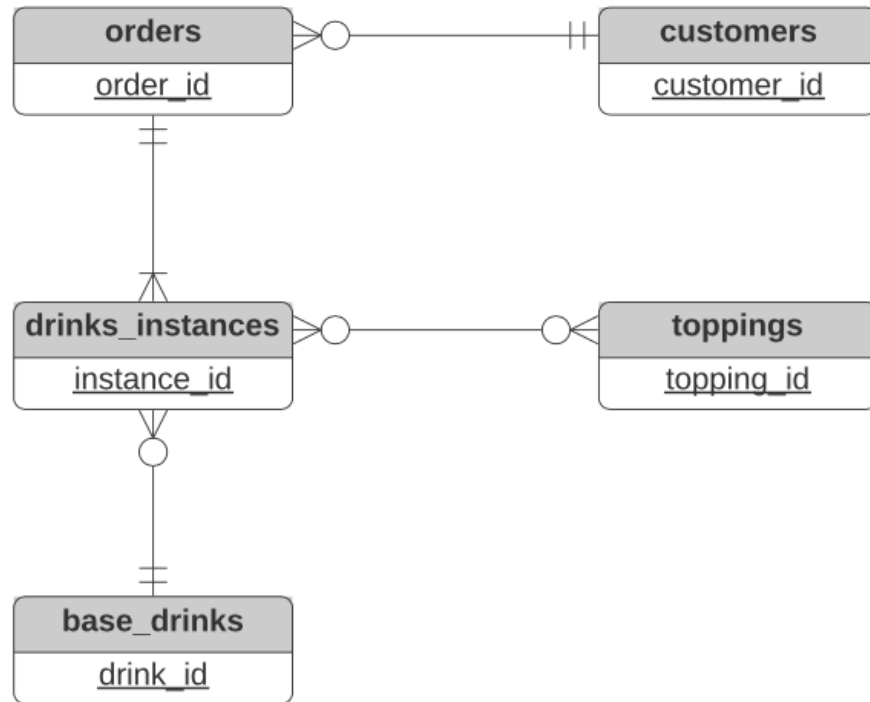 orders
order_id
customers
customer_id
drinks_instances
instance_id
toppings
topping_id
base_drinks
drink_id